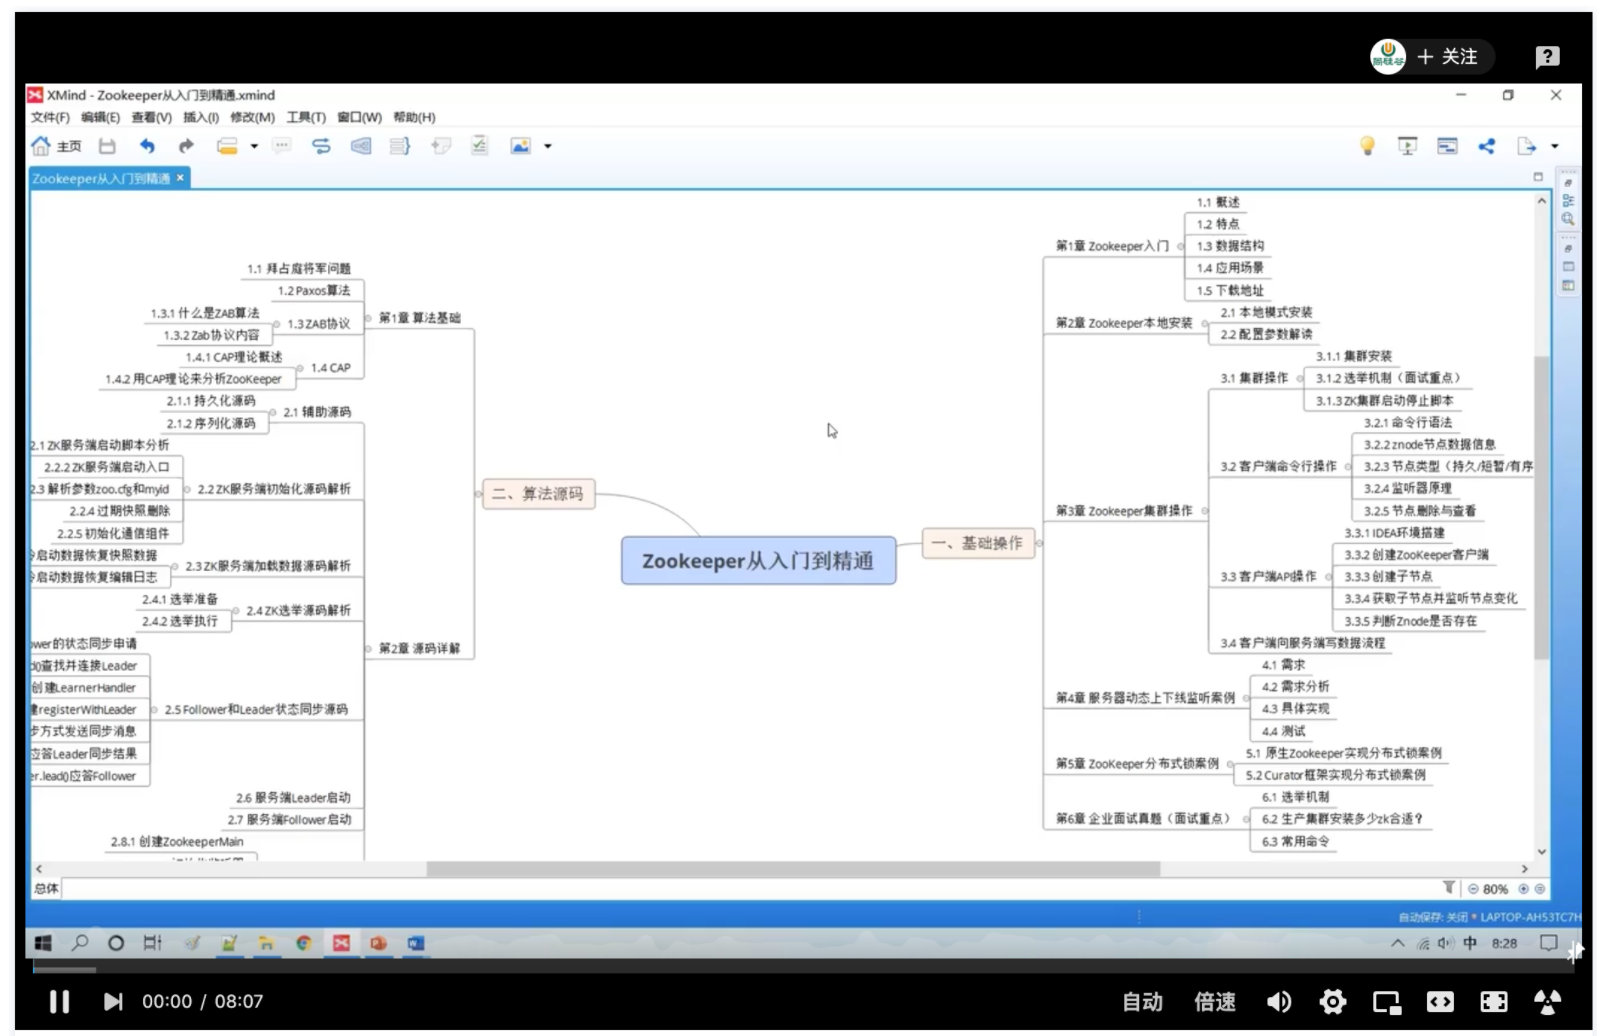 尚硅谷
关注
XMind - Zookeeper从入门到精通.xmind
文件(F) 编辑(E) 查看(V) 插入(I) 修改(M) 工具(T) 窗口(W) 帮助(H)
主页
Zookeeper从入门到精通
Zookeeper从入门到精通
一、基础操作
第1章 Zookeeper入门
1.1 概述
1.2 特点
1.3 数据结构
1.4 应用场景
1.5 下载地址
第2章 Zookeeper本地安装
2.1 本地模式安装
2.2 配置参数解读
第3章 Zookeeper集群操作
3.1 集群操作
3.1.1 集群安装
3.1.2 选举机制（面试重点）
3.1.3 ZK集群启动停止脚本
3.2 客户端命令行操作
3.2.1 命令行语法
3.2.2 znode节点数据信息
3.2.3 节点类型（持久/短暂/有序
3.2.4 监听器原理
3.2.5 节点删除与查看
3.3 客户端API操作
3.3.1 IDEA环境搭建
3.3.2 创建ZooKeeper客户端
3.3.3 创建子节点
3.3.4 获取子节点并监听节点变化
3.3.5 判断Znode是否存在
3.4 客户端向服务端写数据流程
第4章 服务器动态上下线监听案例
4.1 需求
4.2 需求分析
4.3 具体实现
4.4 测试
第5章 ZooKeeper分布式锁案例
5.1 原生Zookeeper实现分布式锁案例
5.2 Curator框架实现分布式锁案例
第6章 企业面试真题（面试重点）
6.1 选举机制
6.2 生产集群安装多少zk合适？
6.3 常用命令
二、算法源码
第1章 算法基础
1.1 拜占庭将军问题
1.2 Paxos算法
1.3 ZAB协议
1.3.1 什么是ZAB算法
1.3.2 Zab协议内容
1.4 CAP
1.4.1 CAP理论概述
1.4.2 用CAP理论来分析ZooKeeper
第2章 源码详解
2.1 辅助源码
2.1.1 持久化源码
2.1.2 序列化源码
2.2 ZK服务端初始化源码解析
2.1 ZK服务端启动脚本分析
2.2.2 ZK服务端启动入口
2.3 解析参数zoo.cfg和myid
2.2.4 过期快照删除
2.2.5 初始化通信组件
2.3 ZK服务端加载数据源码解析
启动数据恢复快照数据
启动数据恢复编辑日志
2.4 ZK选举源码解析
2.4.1 选举准备
2.4.2 选举执行
2.5 Follower和Leader状态同步源码
ower的状态同步申请
d()查找并连接Leader
创建LearnerHandler
registerWithLeader
步方式发送同步消息
应答Leader同步结果
er.lead()应答Follower
2.6 服务端Leader启动
2.7 服务端Follower启动
2.8.1 创建ZookeeperMain
总体
80%
自动保存: 关闭 LAPTOP-AH53TC7H
中 8:28
00:00 / 08:07
自动 倍速